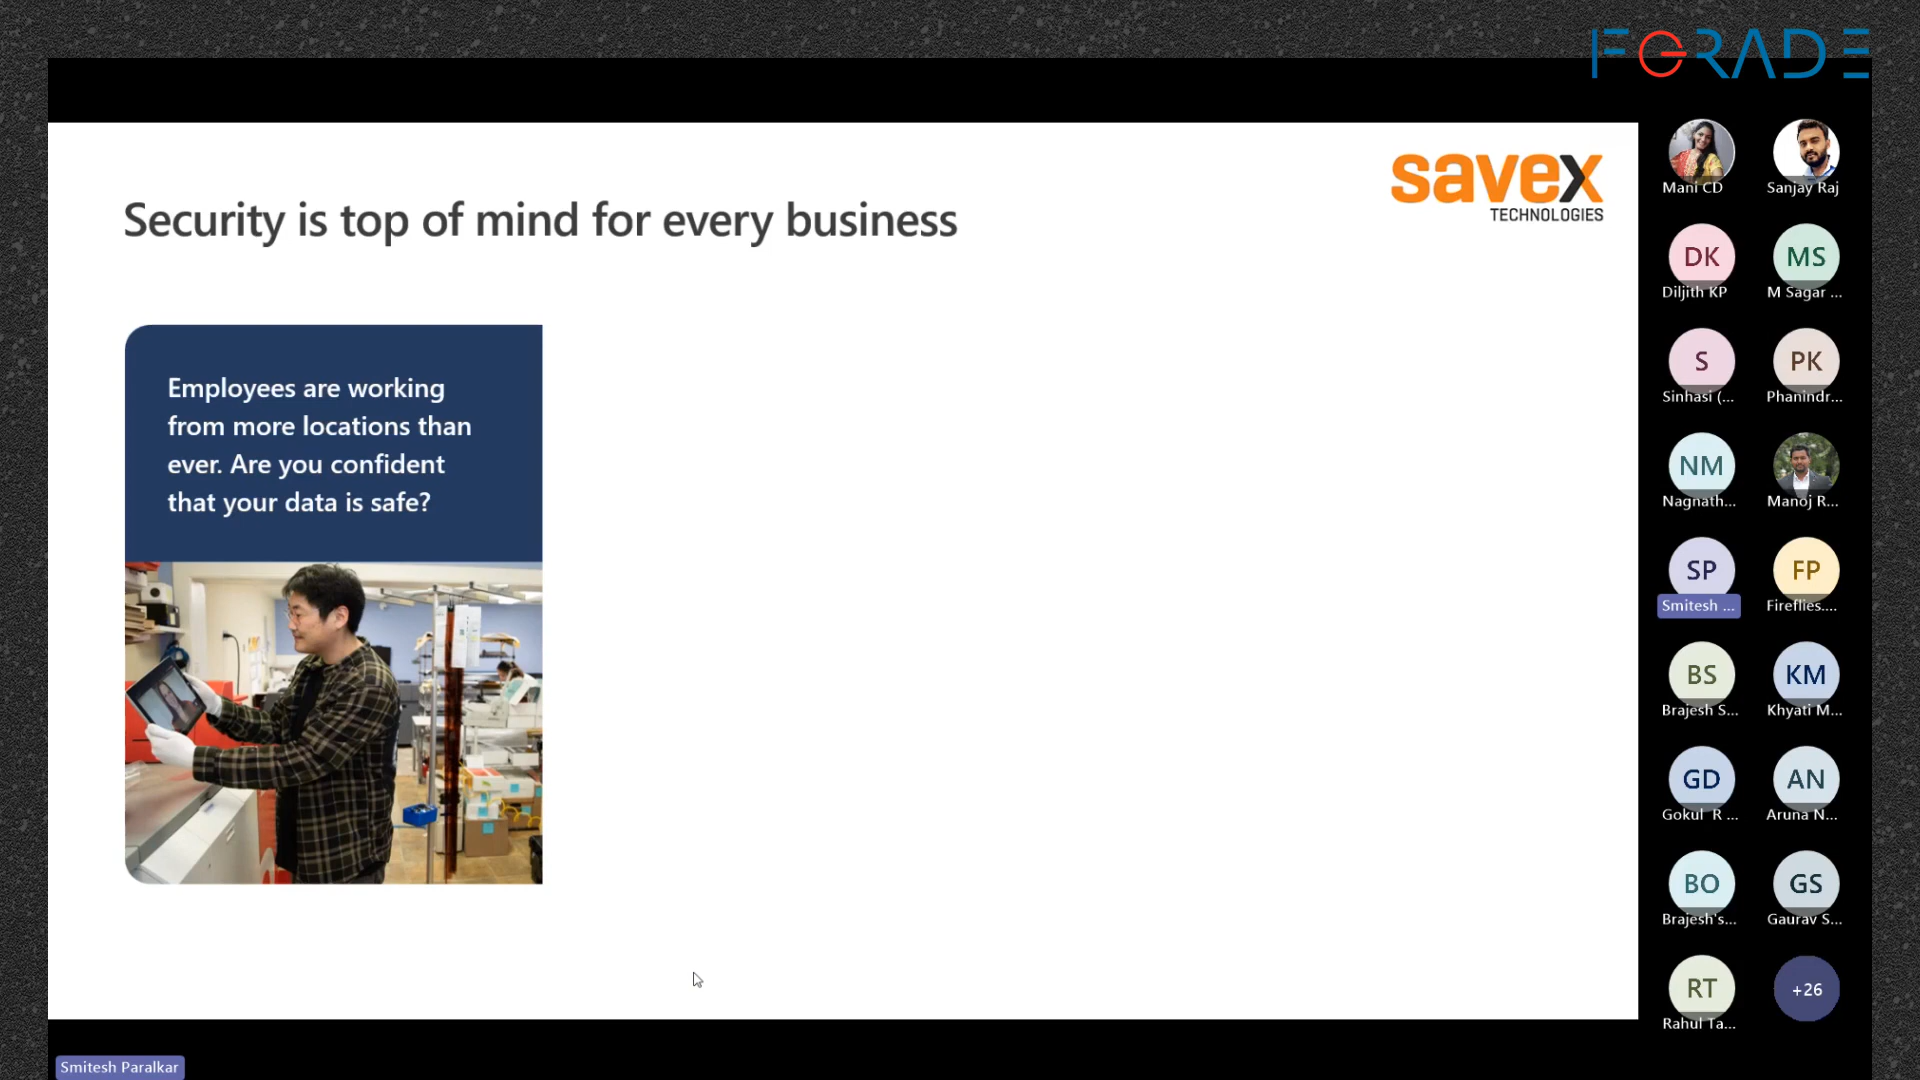 FGRADE
savex
TECHNOLOGIES
Security is top of mind for every business
Employees are working
from more locations than
ever. Are you confident
that your data is safe?
Mani CD
Sanjay Raj
DK
Diljith KP
MS
M Sagar ...
S
Sinhasi (...
PK
Phanindr...
NM
Nagnath...
Manoj R...
SP
Smitesh ...
FP
Fireflies....
BS
Brajesh S...
KM
Khyati M...
GD
Gokul R ...
AN
Aruna N...
BO
Brajesh's...
GS
Gaurav S...
RT
Rahul Ta...
+26
Smitesh Paralkar